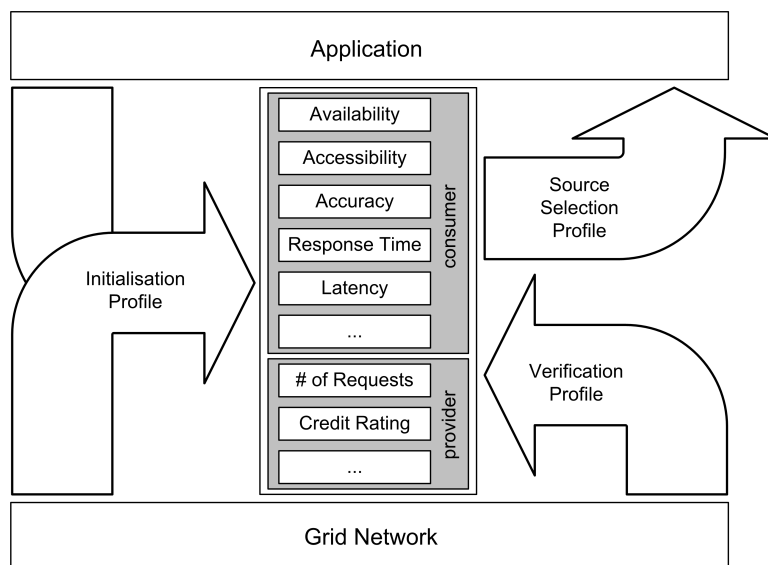 Application
Availability
Accessibility
Accuracy
Response Time
Latency
...
consumer
# of Requests
Credit Rating
...
provider
Initialisation
Profile
Source
Selection
Profile
Verification
Profile
Grid Network